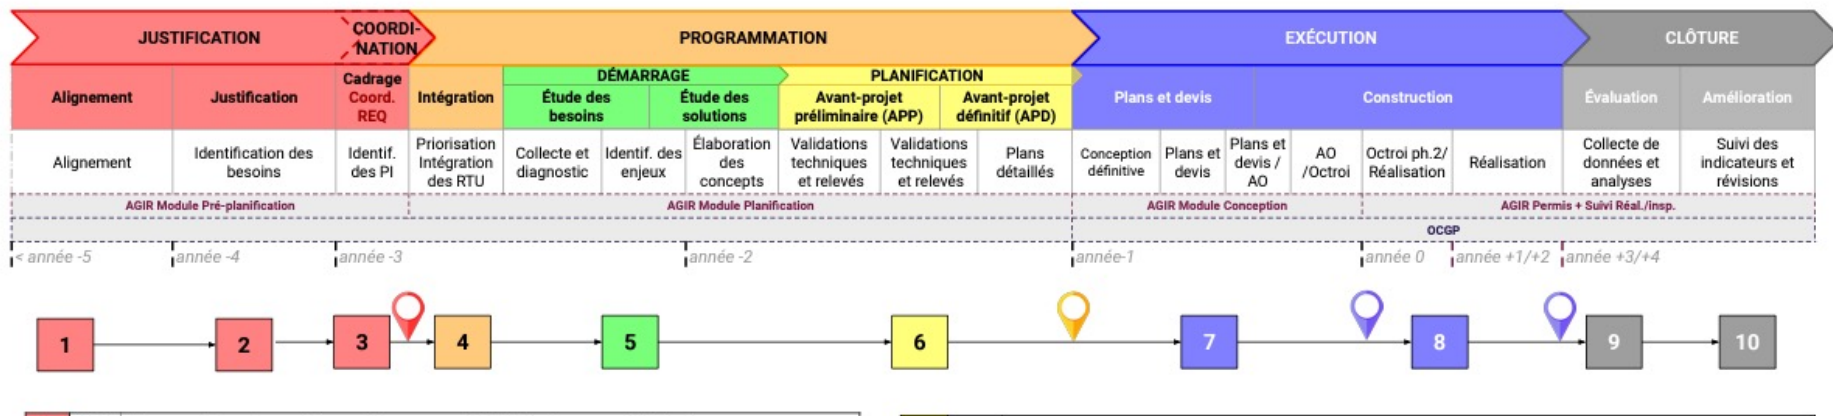 JUSTIFICATION
COORDI-
NATION
PROGRAMMATION
EXÉCUTION
CLÔTURE
Alignement
Justification
Cadrage
Coord.
REQ
Intégration
DÉMARRAGE
Étude des
besoins
Étude des
solutions
PLANIFICATION
Avant-projet
préliminaire (APP)
Avant-projet
définitif (APD)
Plans et devis
Construction
Évaluation
Amélioration
Alignement
Identification des
besoins
Identif.
des PI
Priorisation
Intégration
des RTU
Collecte et
diagnostic
Identif. des
enjeux
Élaboration
des
concepts
Validations
techniques
et relevés
Validations
techniques
et relevés
Plans
détaillés
Conception
définitive
Plans et
devis
Plans et
devis /
AO
AO
/Octroi
Octroi ph.2/
Réalisation
Réalisation
Collecte de
données et
analyses
Suivi des
indicateurs et
révisions
AGIR Module Pré-planification
AGIR Module Planification
AGIR Module Conception
AGIR Permis + Suivi Réal./insp.
OCGP
< année -5
année -4
année -3
année -2
année-1
année 0
année +1/+2
année +3/+4
1
2
3
4
5
6
7
8
9
10